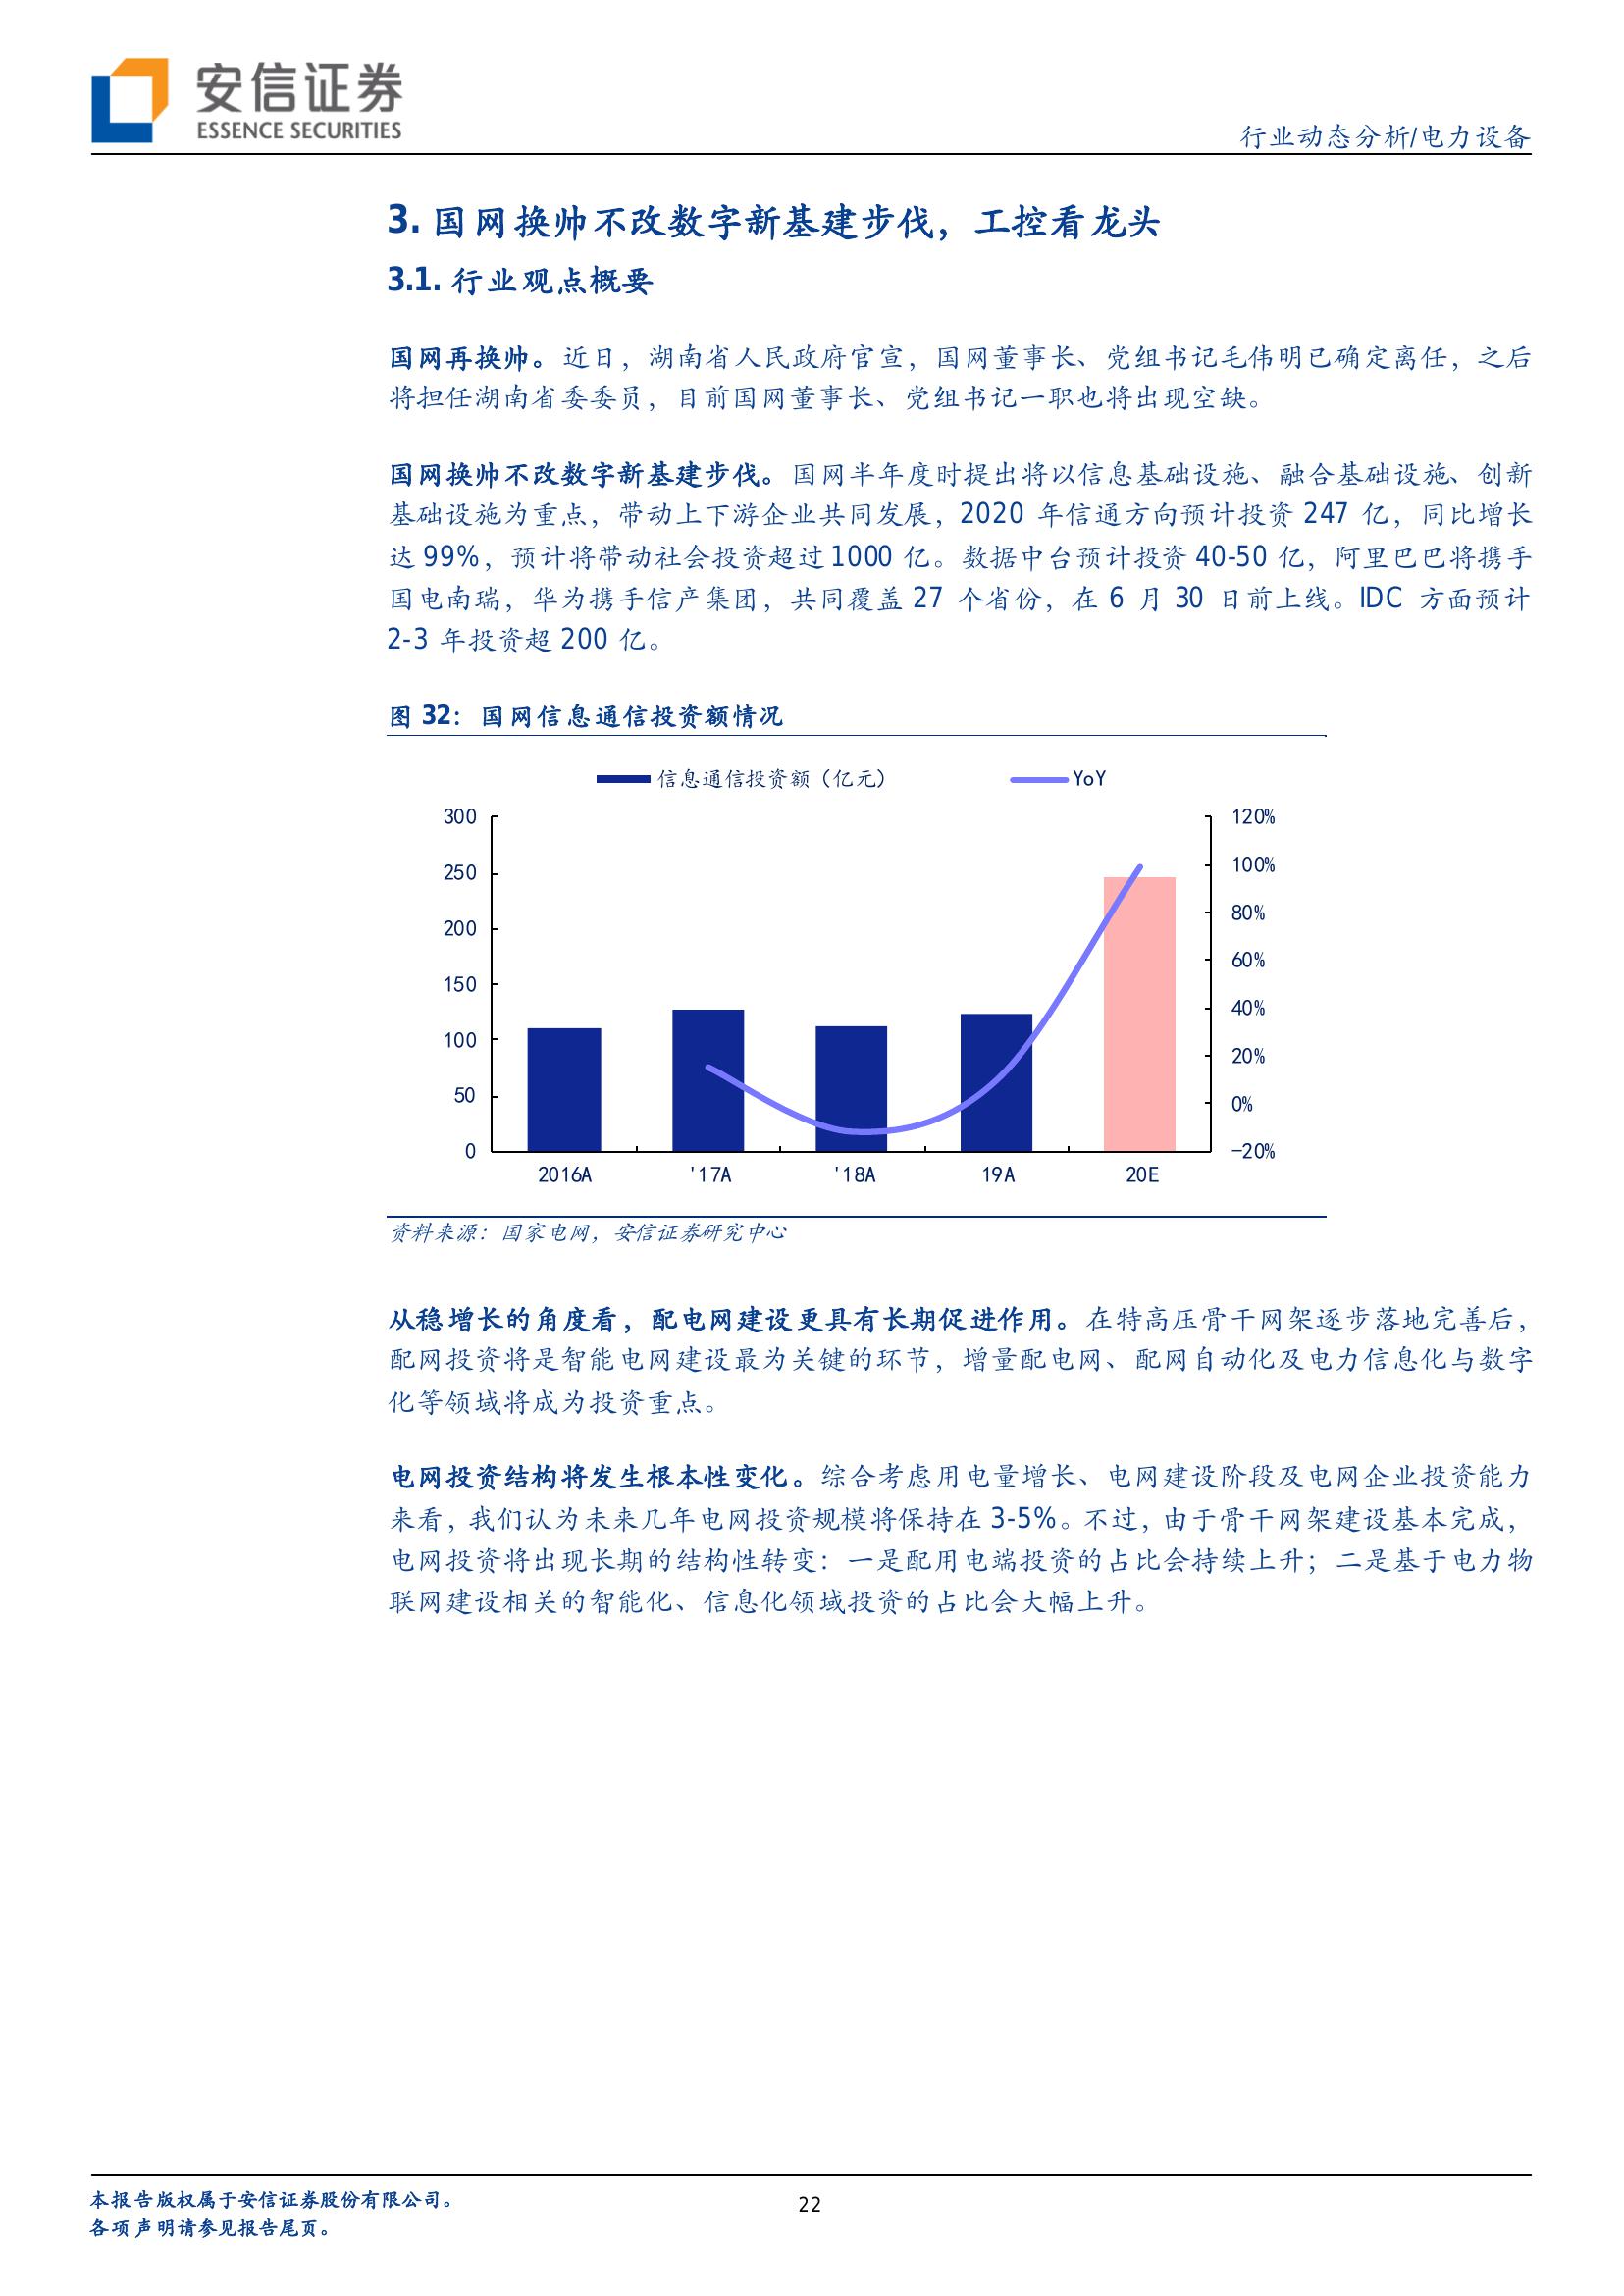 安信证券
ESSENCE SECURITIES
行业动态分析/电力设备
3. 国网换帅不改数字新基建步伐，工控看龙头
3.1. 行业观点概要
国网再换帅。近日，湖南省人民政府官宣，国网董事长、党组书记毛伟明已确定离任，之后
将担任湖南省委委员，目前国网董事长、党组书记一职也将出现空缺。
国网换帅不改数字新基建步伐。国网半年度时提出将以信息基础设施、融合基础设施、创新
基础设施为重点，带动上下游企业共同发展，2020 年信通方向预计投资 247 亿，同比增长
达 99%，预计将带动社会投资超过 1000 亿。数据中台预计投资 40-50 亿，阿里巴巴将携手
国电南瑞，华为携手信产集团，共同覆盖 27 个省份，在 6 月 30 日前上线。IDC 方面预计
2-3 年投资超 200 亿。
图 32：国网信息通信投资额情况
信息通信投资额（亿元） YoY
300 120%
250 100%
200 80%
150 60%
100 40%
50 20%
0 0%
-20%
2016A '17A '18A 19A 20E
资料来源：国家电网，安信证券研究中心
从稳增长的角度看，配电网建设更具有长期促进作用。在特高压骨干网架逐步落地完善后，
配网投资将是智能电网建设最为关键的环节，增量配电网、配网自动化及电力信息化与数字
化等领域将成为投资重点。
电网投资结构将发生根本性变化。综合考虑用电量增长、电网建设阶段及电网企业投资能力
来看，我们认为未来几年电网投资规模将保持在 3-5%。不过，由于骨干网架建设基本完成，
电网投资将出现长期的结构性转变：一是配用电端投资的占比会持续上升；二是基于电力物
联网建设相关的智能化、信息化领域投资的占比会大幅上升。
本报告版权属于安信证券股份有限公司。
各项声明请参见报告尾页。
22